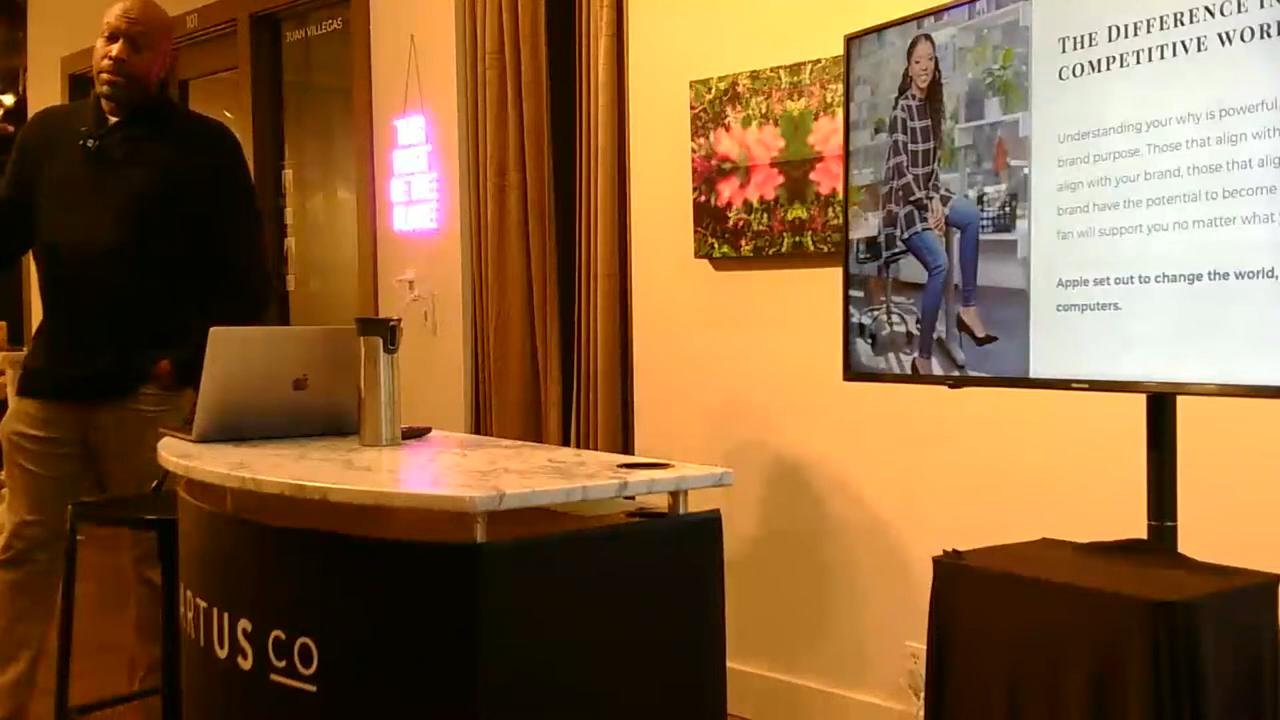 101
JUAN VILLEGAS
THE DIFFERENCE IN
COMPETITIVE WOR
Understanding your why is powerful
brand purpose. Those that align with
align with your brand, those that alig
brand have the potential to become
fan will support you no matter what
Apple set out to change the world,
computers.
ARTUS CO